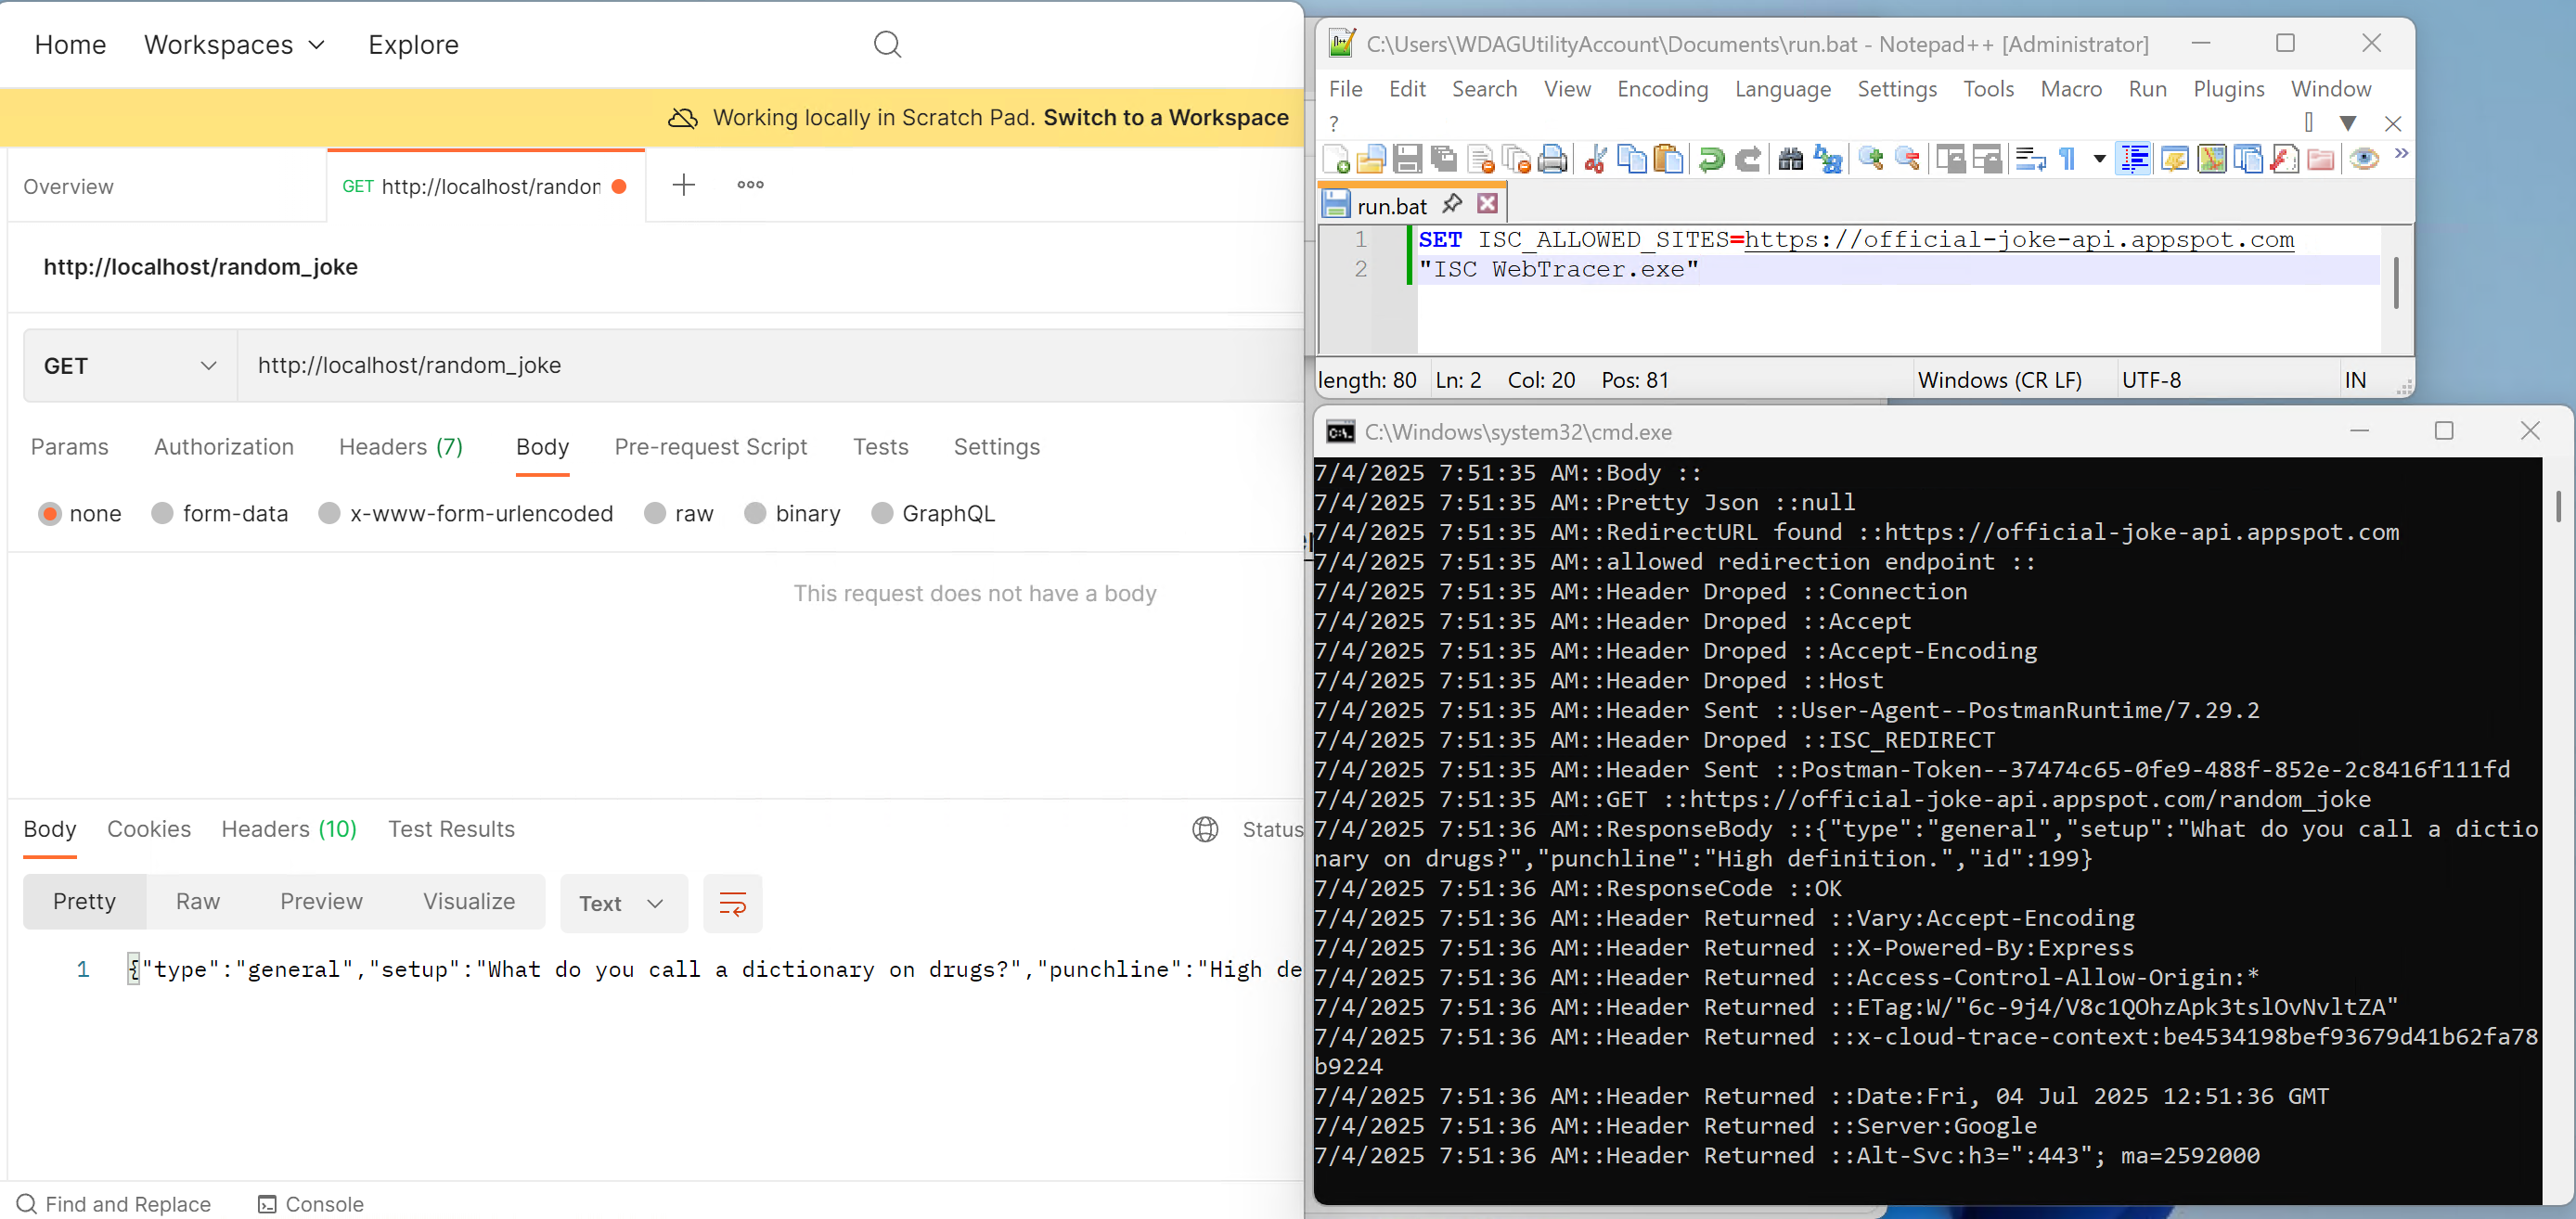 Home Workspaces Explore
Working locally in Scratch Pad. Switch to a Workspace
Overview
GET http://localhost/randor
http://localhost/random_joke
GET http://localhost/random_joke
Params Authorization Headers (7) Body Pre-request Script Tests Settings
none form-data x-www-form-urlencoded raw binary GraphQL
This request does not have a body
Body Cookies Headers (10) Test Results Status
Pretty Raw Preview Visualize Text
1 {"type":"general","setup":"What do you call a dictionary on drugs?","punchline":"High de
Find and Replace Console
C:\Users\WDAGUtilityAccount\Documents\run.bat - Notepad++ [Administrator]
File Edit Search View Encoding Language Settings Tools Macro Run Plugins Window
?
run.bat
1 SET ISC_ALLOWED_SITES=https://official-joke-api.appspot.com
2 "ISC WebTracer.exe"
length: 80 Ln: 2 Col: 20 Pos: 81 Windows (CR LF) UTF-8 IN
C:\Windows\system32\cmd.exe
7/4/2025 7:51:35 AM::Body ::
7/4/2025 7:51:35 AM::Pretty Json ::null
7/4/2025 7:51:35 AM::RedirectURL found ::https://official-joke-api.appspot.com
7/4/2025 7:51:35 AM::allowed redirection endpoint ::
7/4/2025 7:51:35 AM::Header Droped ::Connection
7/4/2025 7:51:35 AM::Header Droped ::Accept
7/4/2025 7:51:35 AM::Header Droped ::Accept-Encoding
7/4/2025 7:51:35 AM::Header Droped ::Host
7/4/2025 7:51:35 AM::Header Sent ::User-Agent--PostmanRuntime/7.29.2
7/4/2025 7:51:35 AM::Header Droped ::ISC_REDIRECT
7/4/2025 7:51:35 AM::Header Sent ::Postman-Token--37474c65-0fe9-488f-852e-2c8416f111fd
7/4/2025 7:51:35 AM::GET ::https://official-joke-api.appspot.com/random_joke
7/4/2025 7:51:36 AM::ResponseBody ::{"type":"general","setup":"What do you call a dictio
nary on drugs?","punchline":"High definition.","id":199}
7/4/2025 7:51:36 AM::ResponseCode ::OK
7/4/2025 7:51:36 AM::Header Returned ::Vary:Accept-Encoding
7/4/2025 7:51:36 AM::Header Returned ::X-Powered-By:Express
7/4/2025 7:51:36 AM::Header Returned ::Access-Control-Allow-Origin:*
7/4/2025 7:51:36 AM::Header Returned ::ETag:W/"6c-9j4/V8c1QOhzApk3tslOvNvltZA"
7/4/2025 7:51:36 AM::Header Returned ::x-cloud-trace-context:be4534198bef93679d41b62fa78
b9224
7/4/2025 7:51:36 AM::Header Returned ::Date:Fri, 04 Jul 2025 12:51:36 GMT
7/4/2025 7:51:36 AM::Header Returned ::Server:Google
7/4/2025 7:51:36 AM::Header Returned ::Alt-Svc:h3=":443"; ma=2592000